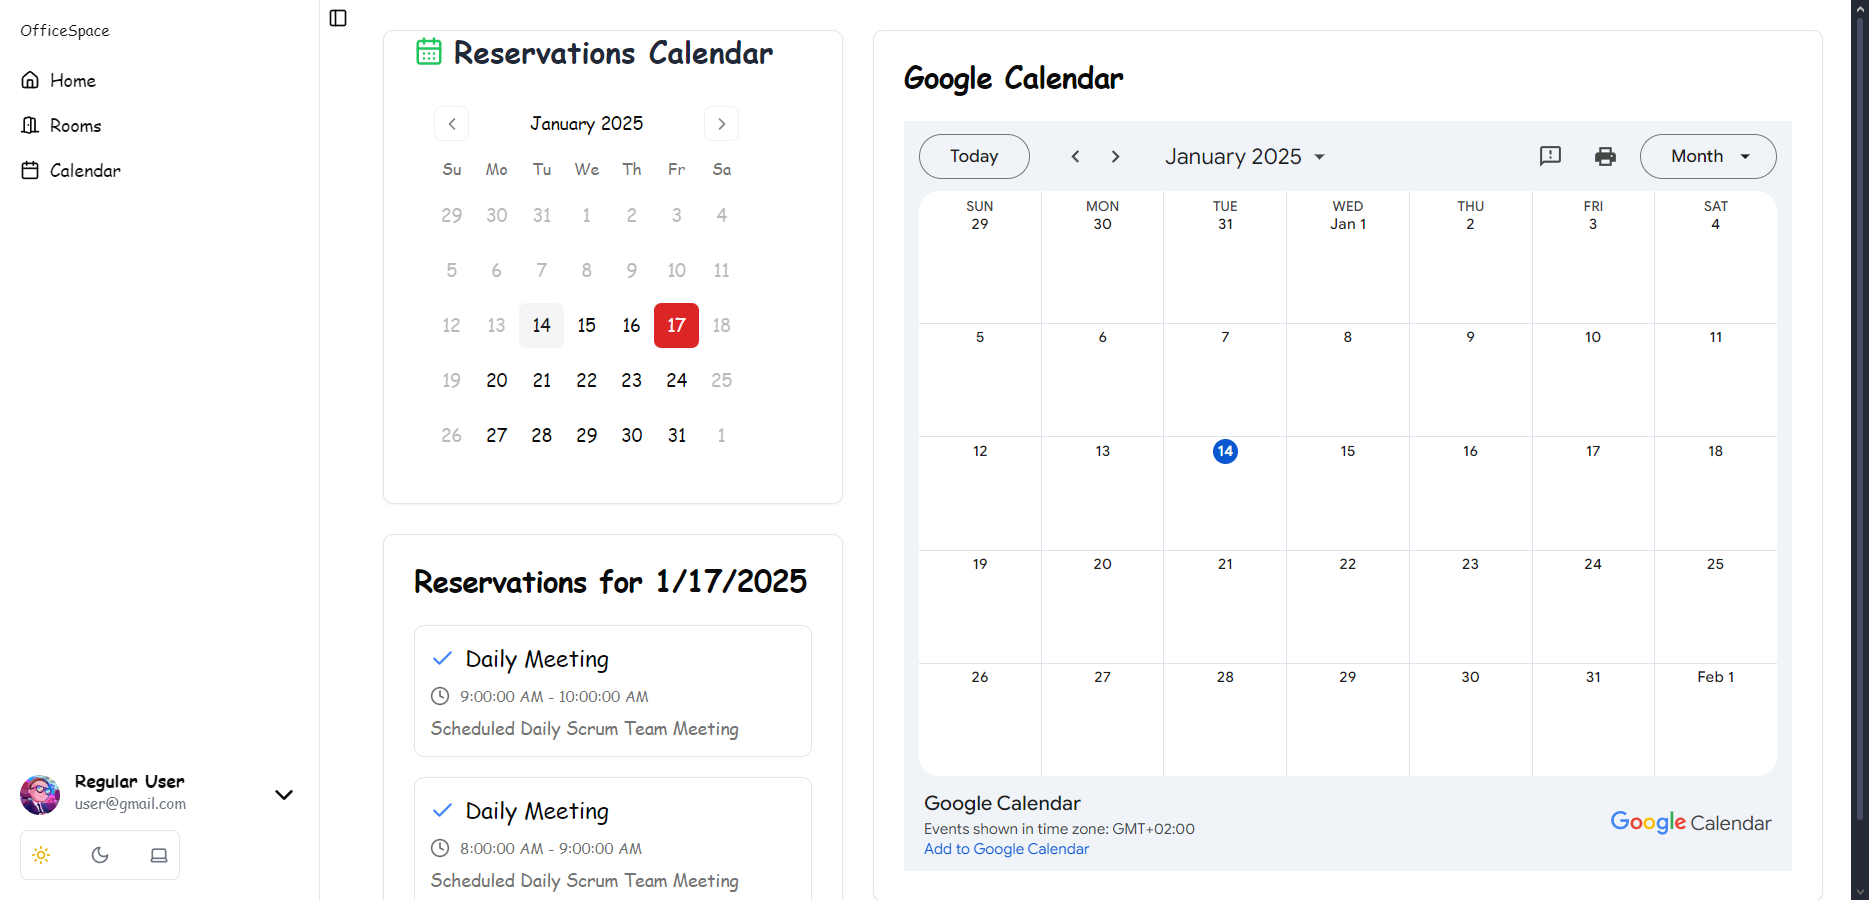 OfficeSpace
Home
Rooms
Calendar
Regular User
user@gmail.com
Reservations Calendar
January 2025
Su Mo Tu We Th Fr Sa
29 30 31 1 2 3 4
5 6 7 8 9 10 11
12 13 14 15 16 17 18
19 20 21 22 23 24 25
26 27 28 29 30 31 1
Reservations for 1/17/2025
Daily Meeting
9:00:00 AM - 10:00:00 AM
Scheduled Daily Scrum Team Meeting
Daily Meeting
8:00:00 AM - 9:00:00 AM
Scheduled Daily Scrum Team Meeting
Google Calendar
Today January 2025 Month
SUN MON TUE WED THU FRI SAT
29 30 31 Jan 1 2 3 4
5 6 7 8 9 10 11
12 13 14 15 16 17 18
19 20 21 22 23 24 25
26 27 28 29 30 31 Feb 1
Google Calendar
Events shown in time zone: GMT+02:00
Add to Google Calendar
Google Calendar